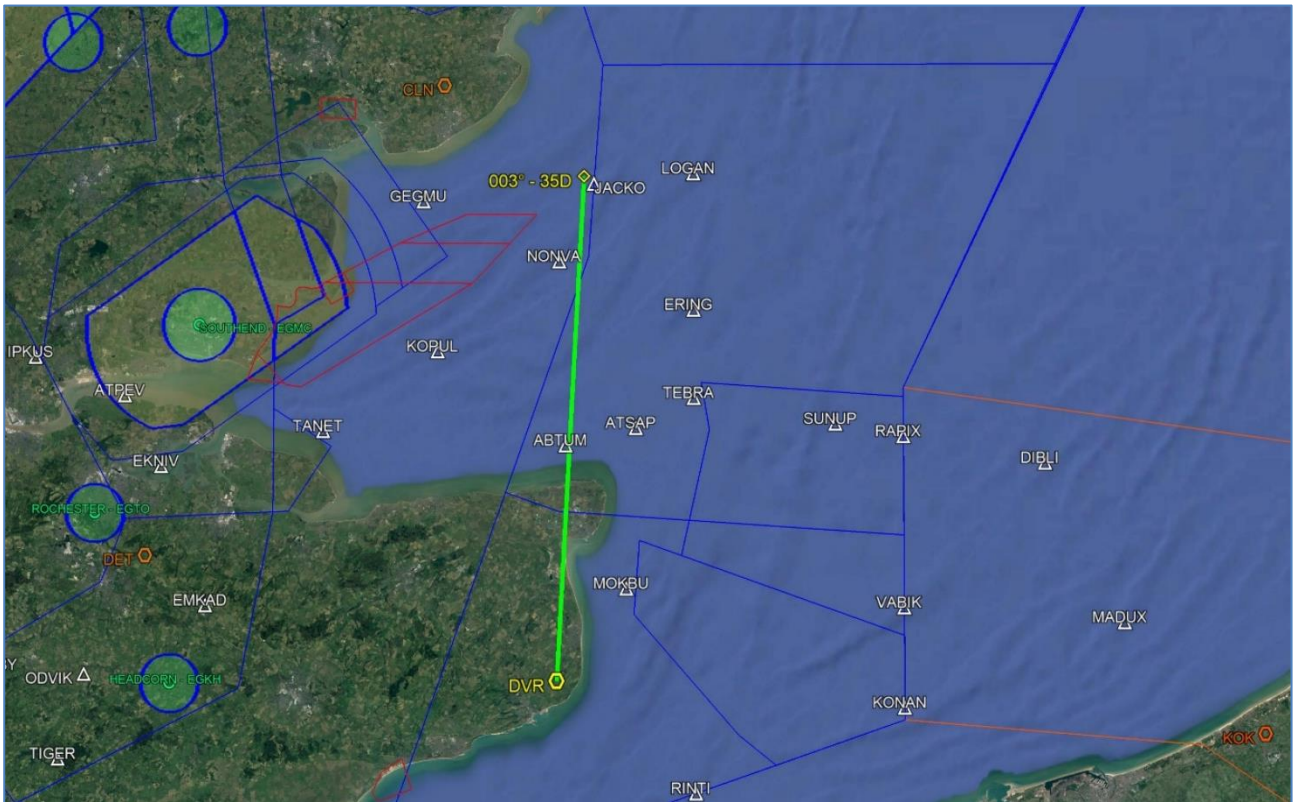 CLN
LOGAN
003° - 35D
JACKO
GEGMU
NONVA
ERING
SOUTHEND - EGMC
KOPUL
IPKUS
ATPEV
TEBRA
SUNUP
TANET
ATSAP
RAPIX
ABTUM
DIBLI
EKNIV
ROCHESTER - EGTO
DET
MOKBU
EMKAD
VABIK
MADUX
BY
ODVIK
HEADCORN - EGKH
DVR
KONAN
KOK
TIGER
RINTI